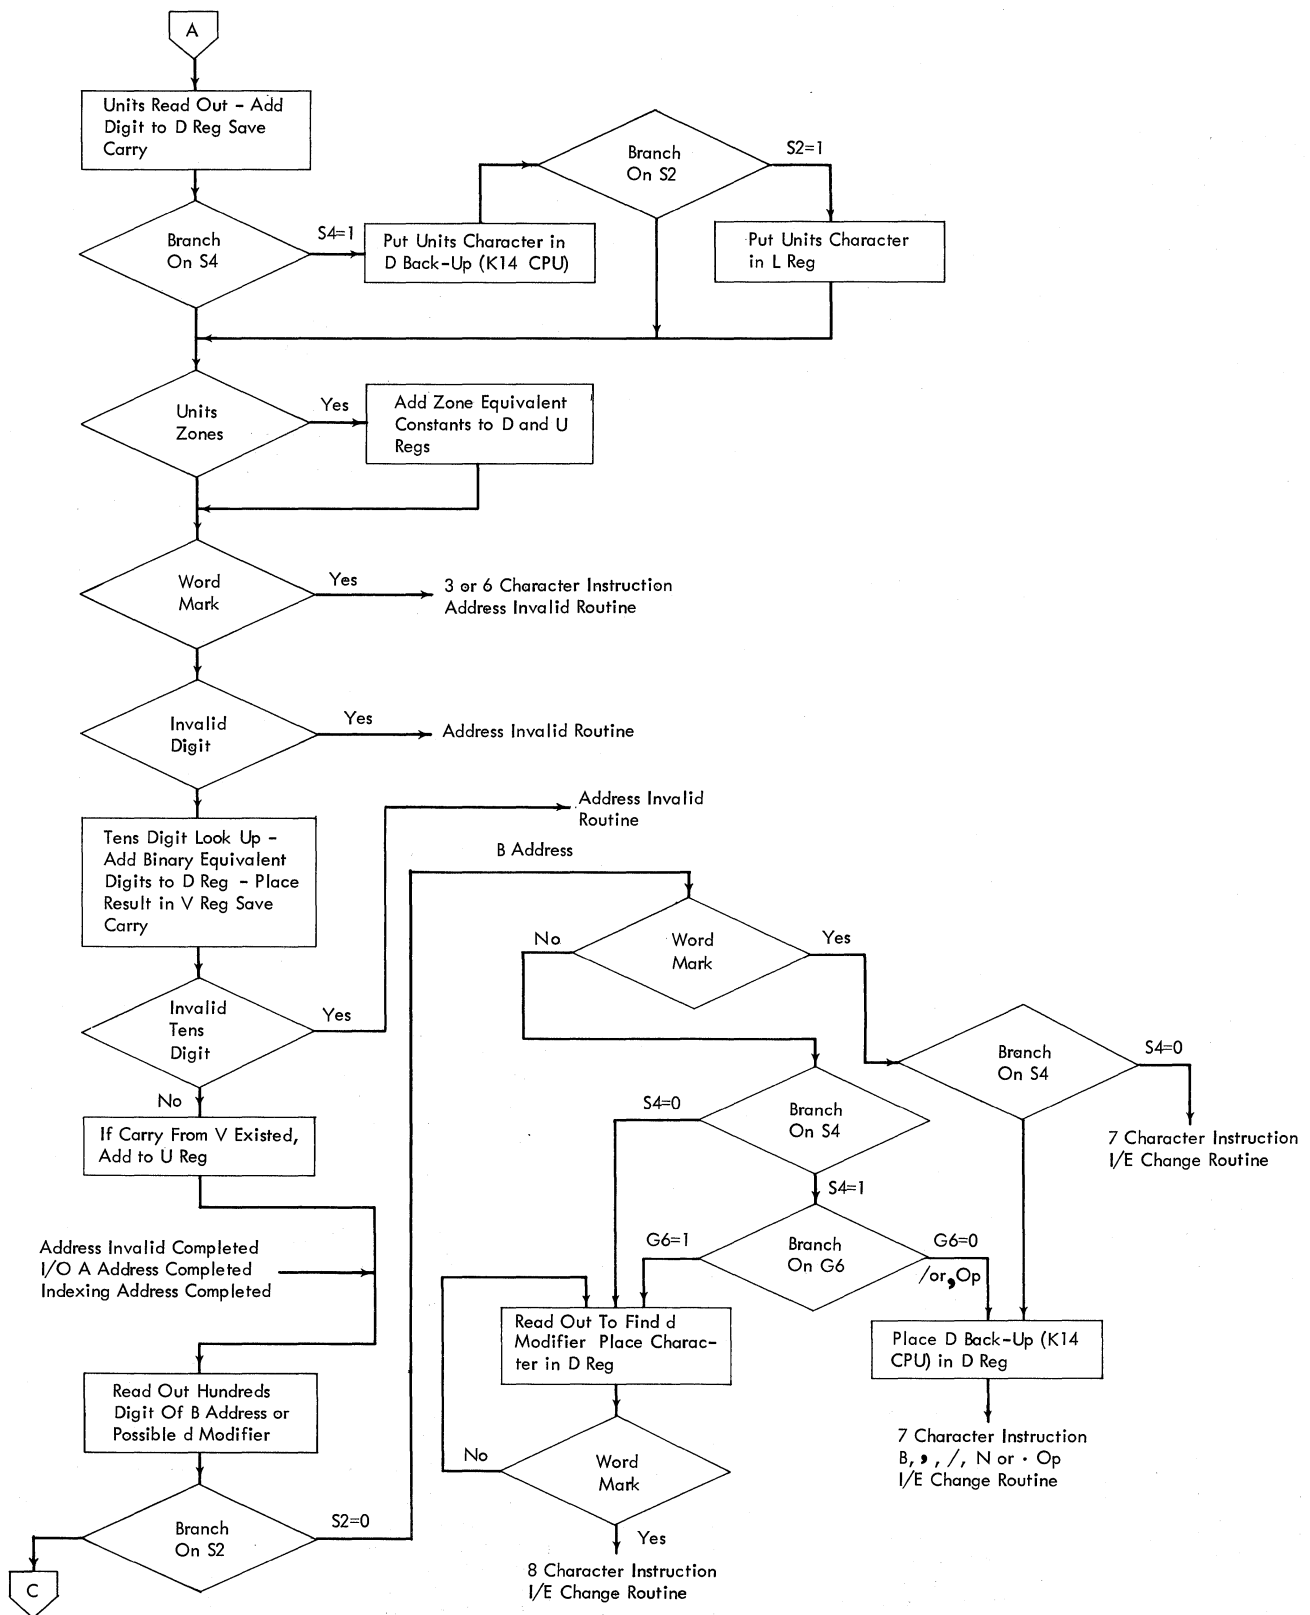 A
Units Read Out - Add
Digit to D Reg Save
Carry
Branch
On S4
S4=1
Put Units Character in
D Back-Up (K14 CPU)
Branch
On S2
S2=1
Put Units Character
in L Reg
Units
Zones
Yes
Add Zone Equivalent
Constants to D and U
Regs
Word
Mark
Yes
3 or 6 Character Instruction
Address Invalid Routine
Invalid
Digit
Yes
Address Invalid Routine
Tens Digit Look Up -
Add Binary Equivalent
Digits to D Reg - Place
Result in V Reg Save
Carry
Address Invalid
Routine
Invalid
Tens
Digit
Yes
No
If Carry From V Existed,
Add to U Reg
Address Invalid Completed
I/O A Address Completed
Indexing Address Completed
Read Out Hundreds
Digit Of B Address or
Possible d Modifier
Branch
On S2
S2=0
C
B Address
Word
Mark
No
Yes
Branch
On S4
S4=0
7 Character Instruction
I/E Change Routine
Branch
On S4
S4=0
S4=1
Branch
On G6
G6=1
G6=0
/or,Op
Read Out To Find d
Modifier Place Charac-
ter in D Reg
Word
Mark
No
Yes
8 Character Instruction
I/E Change Routine
Place D Back-Up (K14
CPU) in D Reg
7 Character Instruction
B, , , /, N or · Op
I/E Change Routine